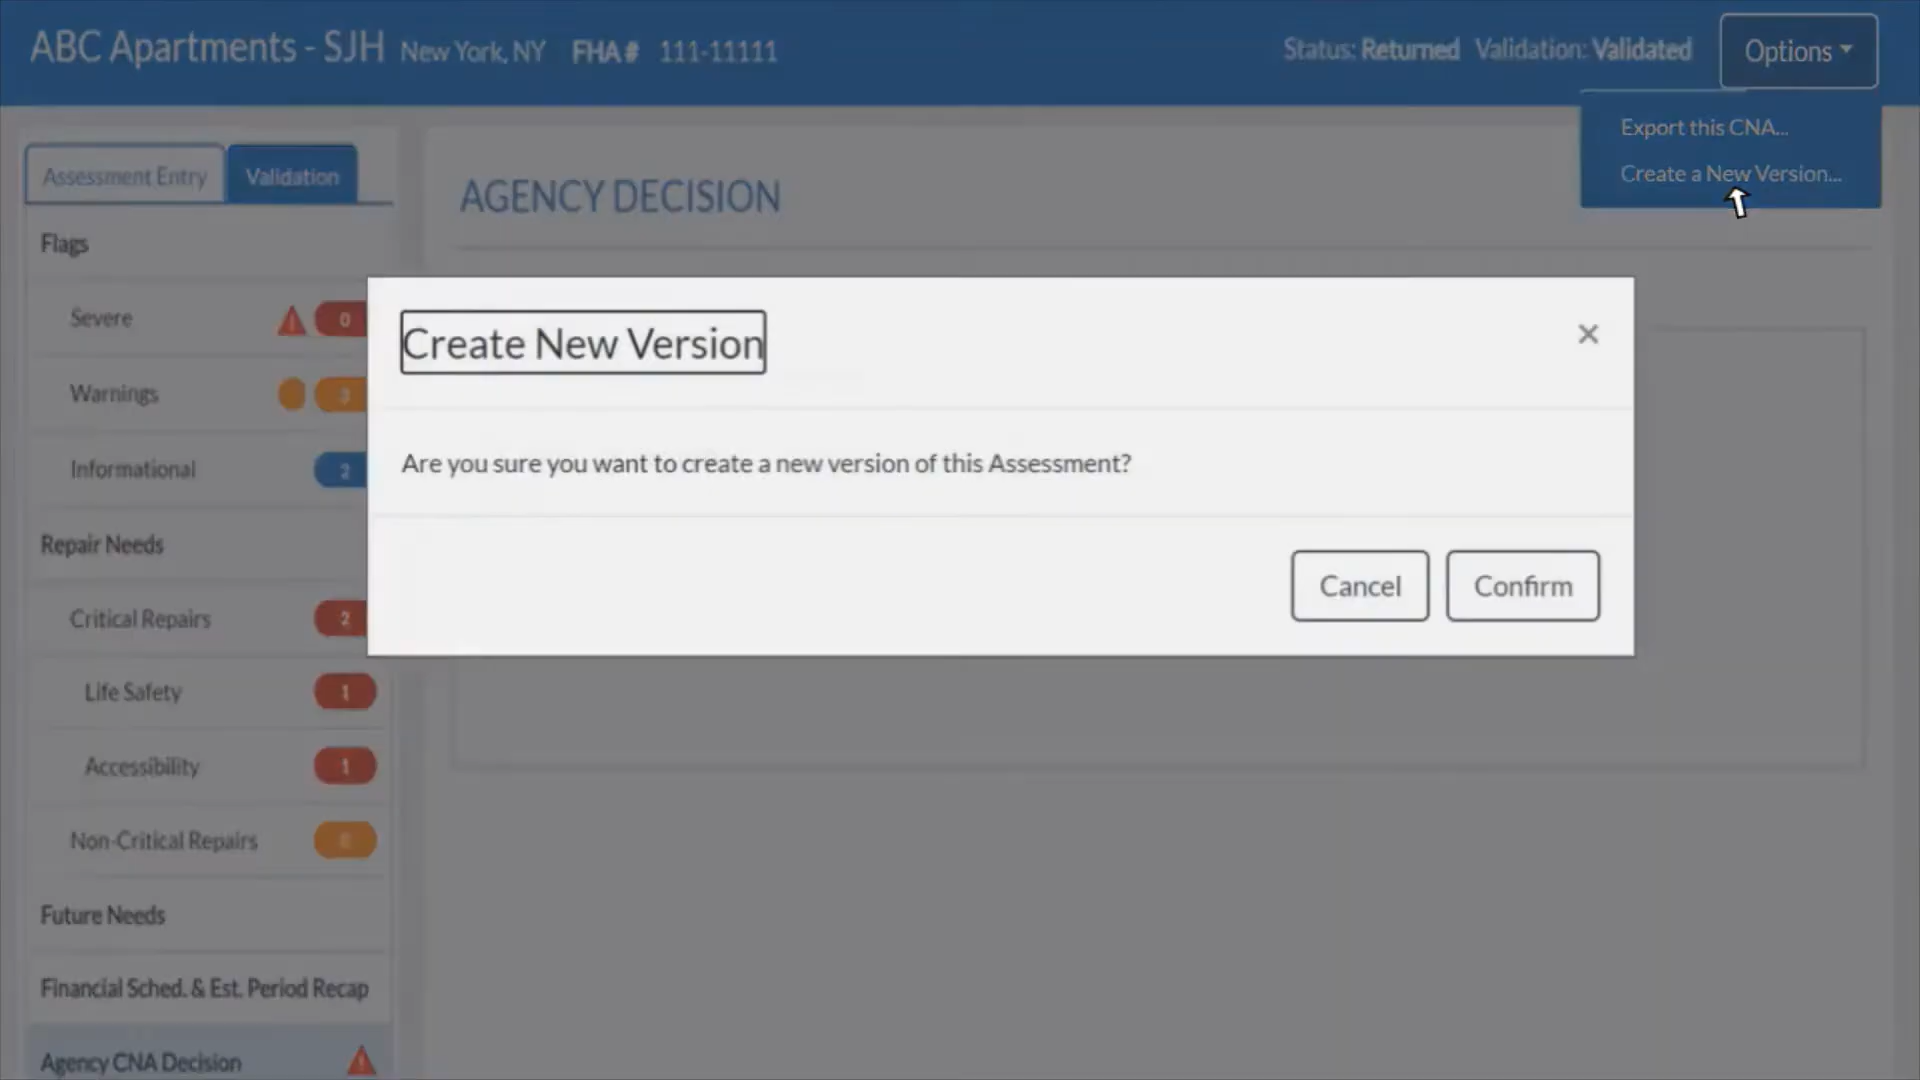 ABC Apartments - SJH New York, NY FHA # 111-11111
Status: Returned Validation: Validated Options
Export this CNA...
Create a New Version...
Assessment Entry Validation
AGENCY DECISION
Flags
Severe 0
Warnings 3
Informational 2
Create New Version
×
Are you sure you want to create a new version of this Assessment?
Cancel Confirm
Repair Needs
Critical Repairs 2
Life Safety 1
Accessibility 1
Non-Critical Repairs
Future Needs
Financial Sched. & Est. Period Recap
Agency CNA Decision